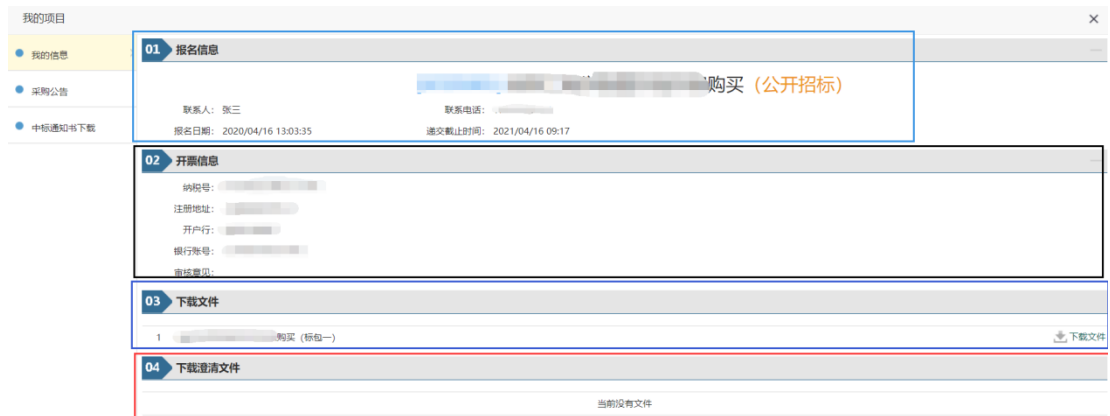 我的项目
×
我的信息
采购公告
中标通知书下载
01 报名信息
购买（公开招标）
联系人： 张三 联系电话：
报名日期： 2020/04/16 13:03:35 递交截止时间： 2021/04/16 09:17
02 开票信息
纳税号：
注册地址：
开户行：
银行账号：
审核意见：
03 下载文件
1 购买（标包一） 下载文件
04 下载澄清文件
当前没有文件